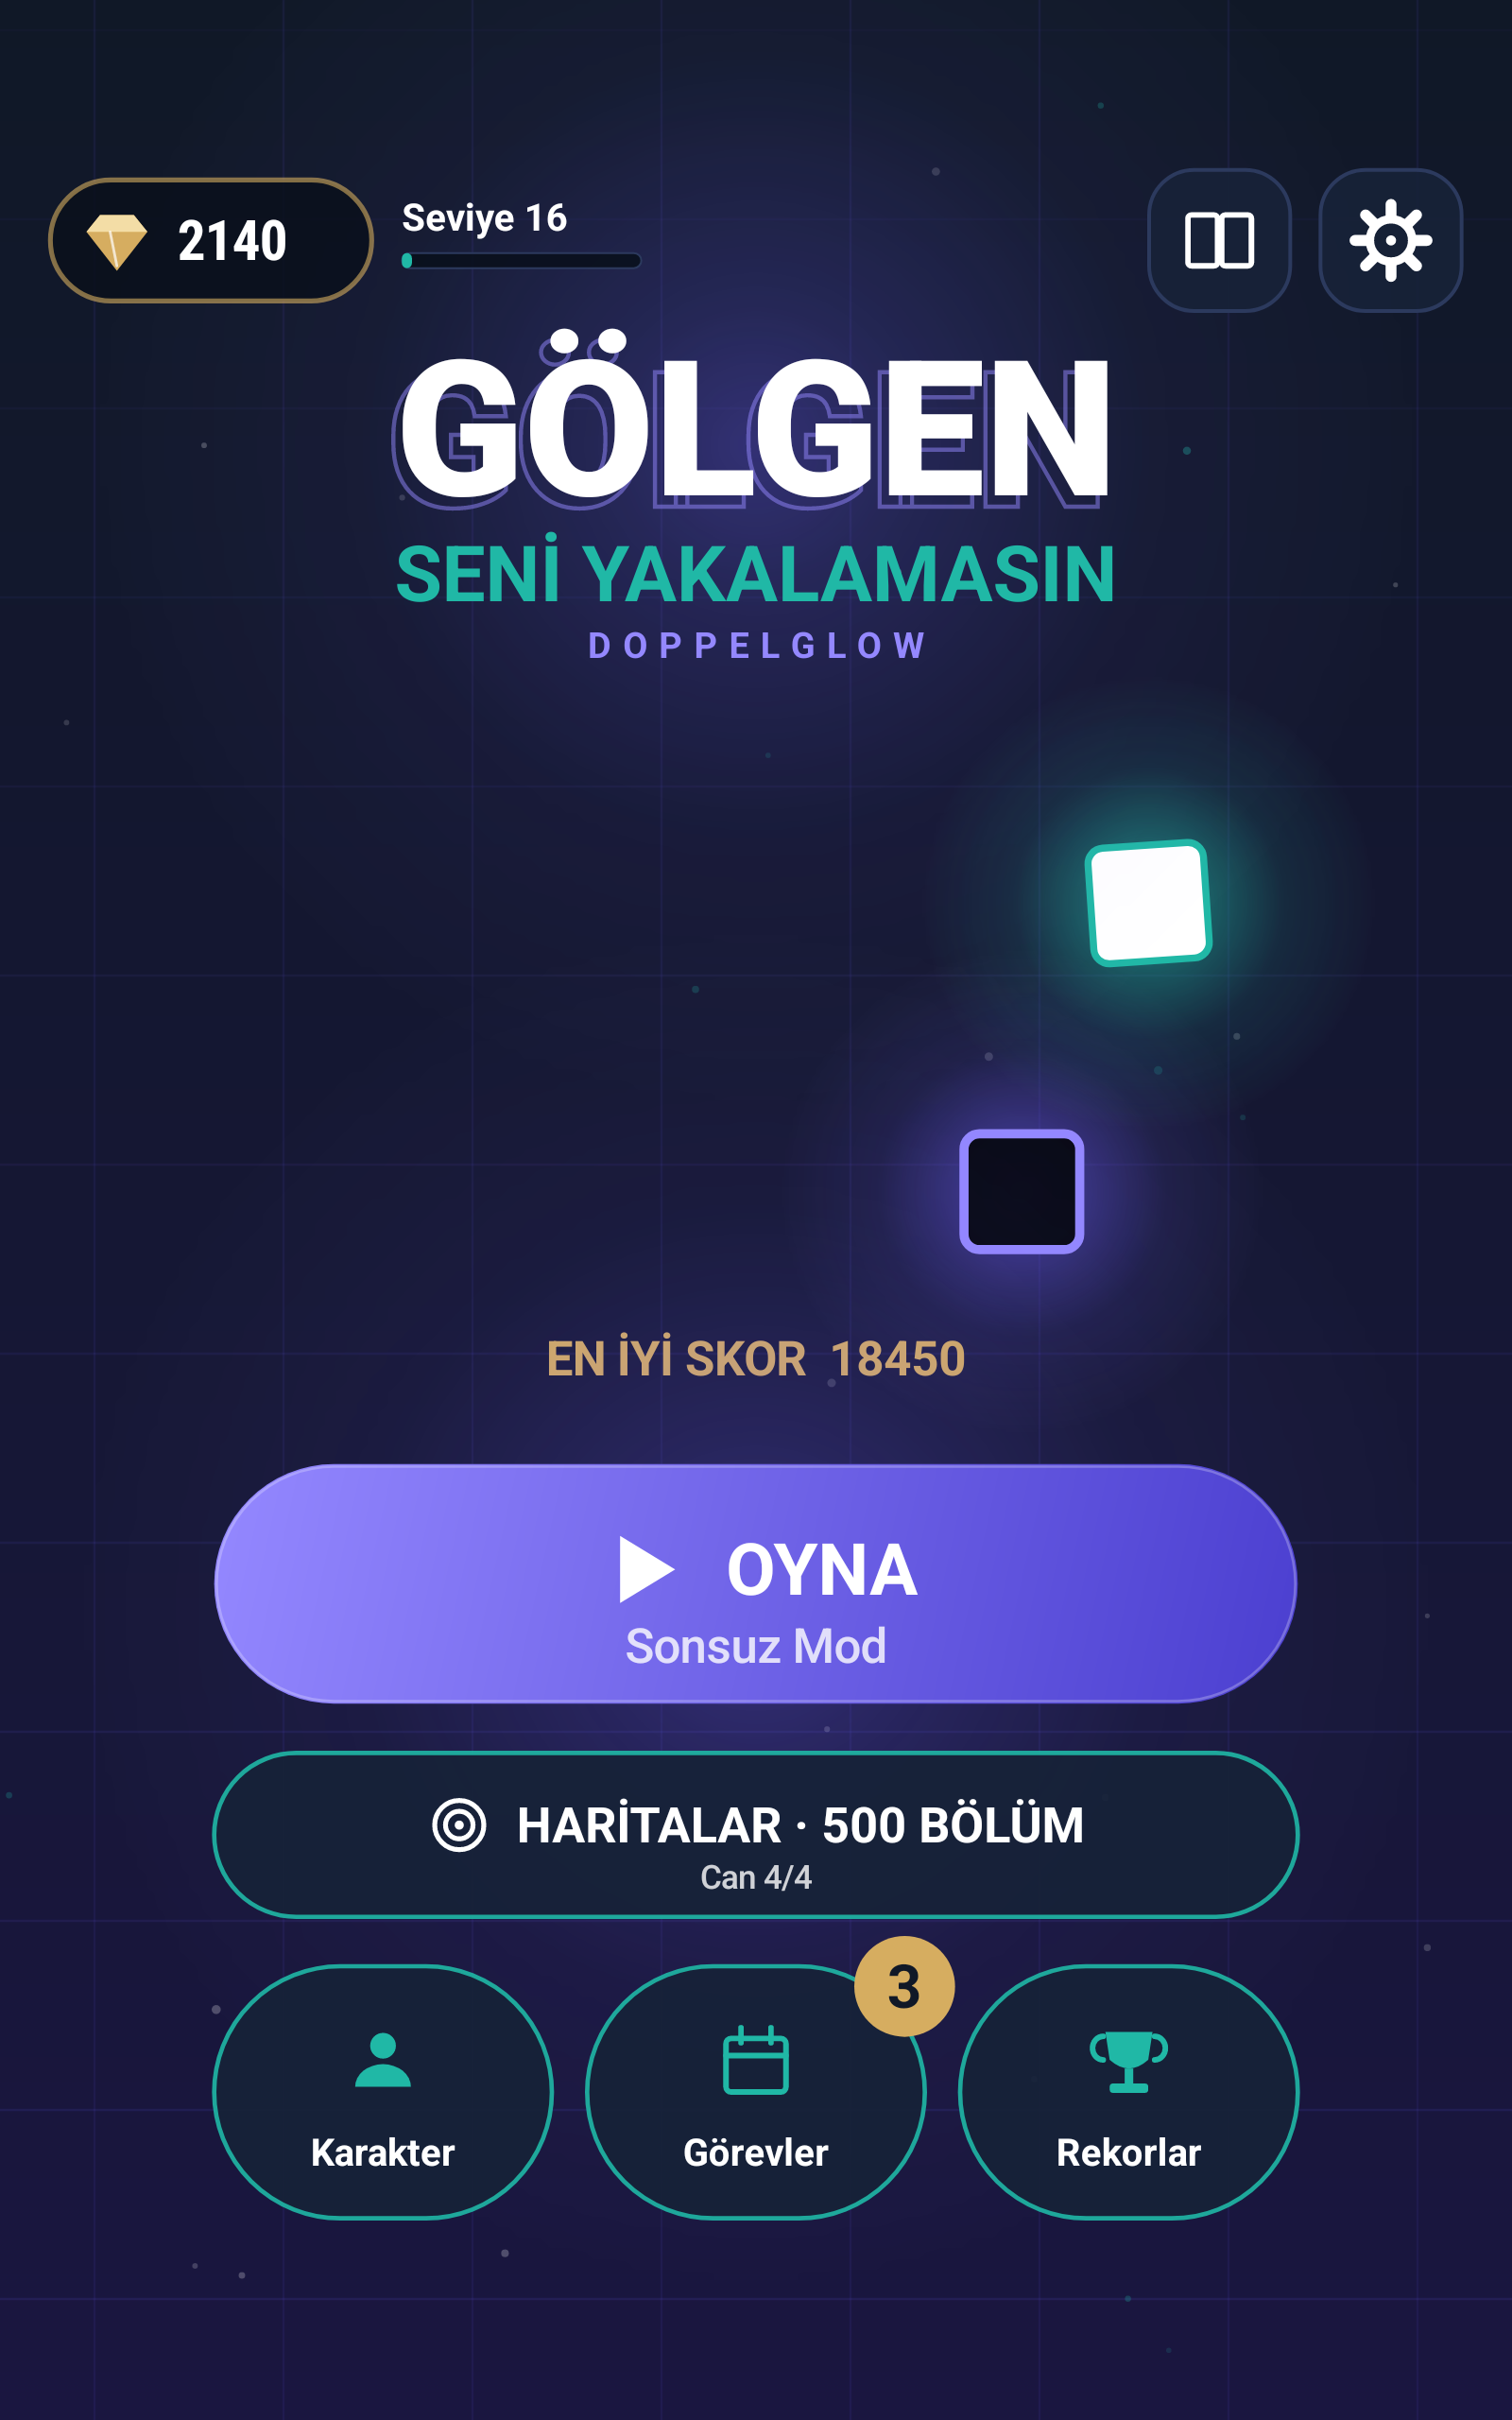 2140
Seviye 16
GÖLGEN
SENİ YAKALAMASIN
DOPPELGLOW
EN İYİ SKOR 18450
OYNA
Sonsuz Mod
HARİTALAR · 500 BÖLÜM
Can 4/4
3
Karakter
Görevler
Rekorlar